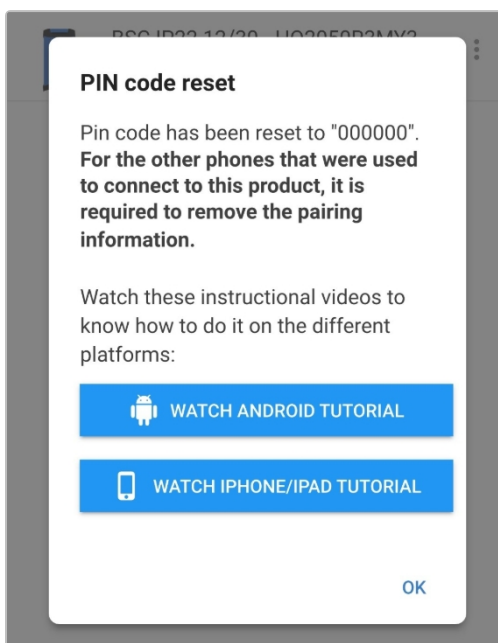 PIN code reset
Pin code has been reset to "000000".
For the other phones that were used
to connect to this product, it is
required to remove the pairing
information.
Watch these instructional videos to
know how to do it on the different
platforms:
WATCH ANDROID TUTORIAL
WATCH IPHONE/IPAD TUTORIAL
OK